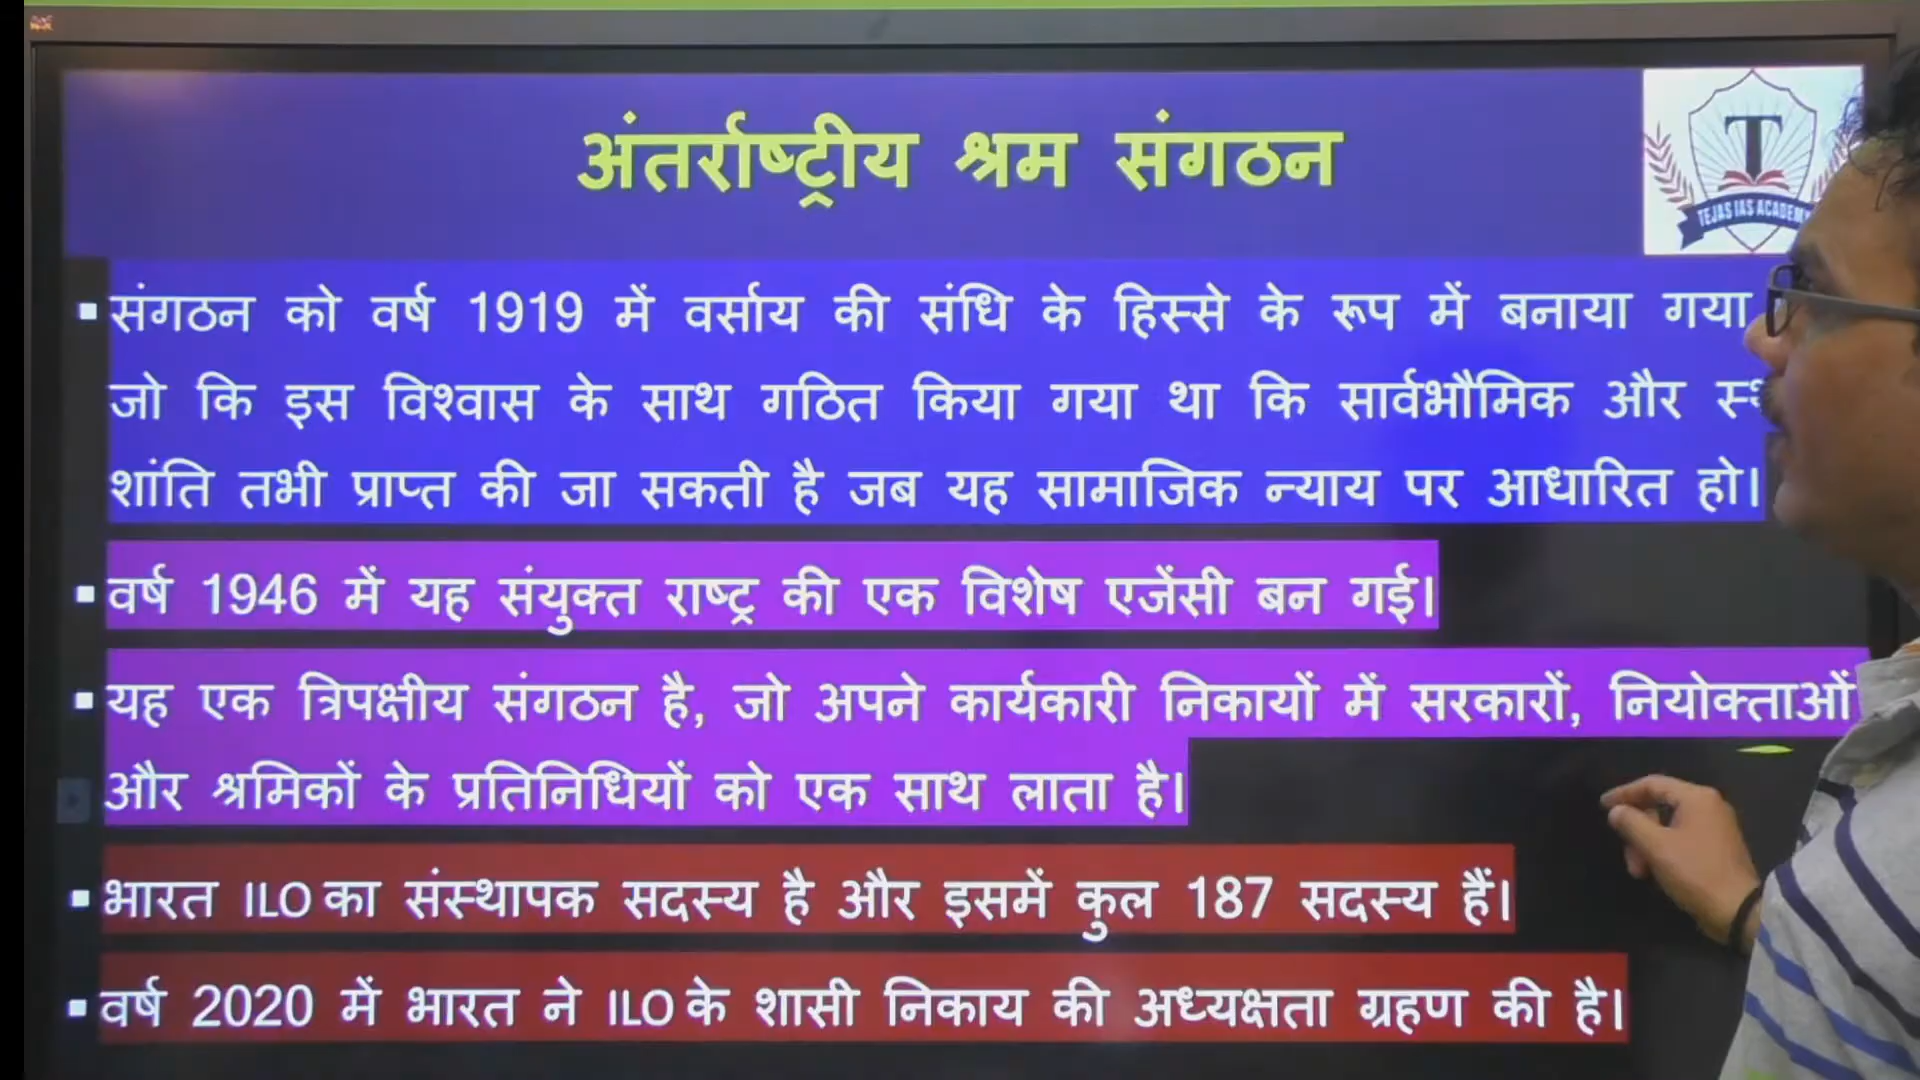 अंतर्राष्ट्रीय श्रम संगठन
TEJAS IAS ACADEMY
T
▪ संगठन को वर्ष 1919 में वर्साय की संधि के हिस्से के रूप में बनाया गया
जो कि इस विश्वास के साथ गठित किया गया था कि सार्वभौमिक और
शांति तभी प्राप्त की जा सकती है जब यह सामाजिक न्याय पर आधारित हो।
▪ वर्ष 1946 में यह संयुक्त राष्ट्र की एक विशेष एजेंसी बन गई।
▪ यह एक त्रिपक्षीय संगठन है, जो अपने कार्यकारी निकायों में सरकारों, नियोक्ताओं
और श्रमिकों के प्रतिनिधियों को एक साथ लाता है।
▪ भारत ILO का संस्थापक सदस्य है और इसमें कुल 187 सदस्य हैं।
▪ वर्ष 2020 में भारत ने ILO के शासी निकाय की अध्यक्षता ग्रहण की है।